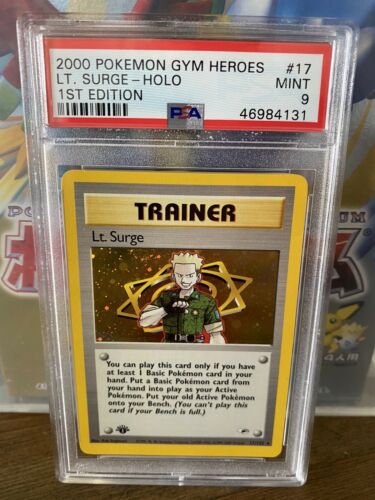 2000 POKEMON GYM HEROES #17
LT. SURGE - HOLO MINT
1ST EDITION 9
PSA 46984131
TRAINER
Lt. Surge
You can play this card only if you have
at least 1 Basic Pokémon card in your
hand. Put a Basic Pokémon card from
your hand into play as your Active
Pokémon. Put your old Active Pokémon
onto your Bench. (You can't play this
card if your Bench is full.)